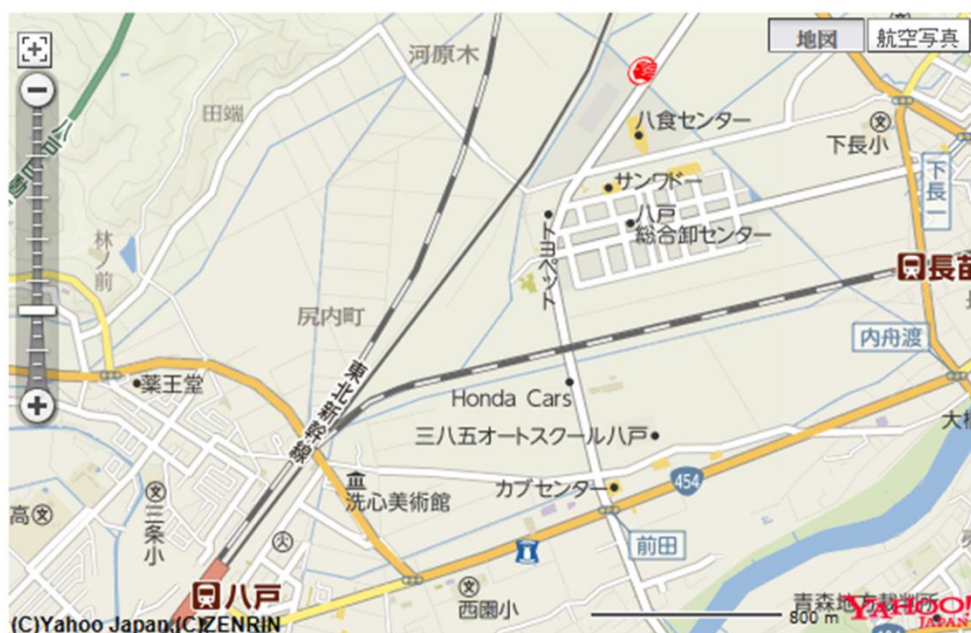 地図
航空写真
河原木
田端
八食センター
下長小
サンワドー
八戸
総合卸センター
下長一
トヨペット
林ノ前
長苗
尻内町
内舟渡
東北新幹線
薬王堂
Honda Cars
三八五オートスクール八戸
454
カブセンター
洗心美術館
高
三条小
前田
西園小
八戸
800 m
青森地方裁判所
YAHOO!
JAPAN
(C)Yahoo Japan,(C)ZENRIN